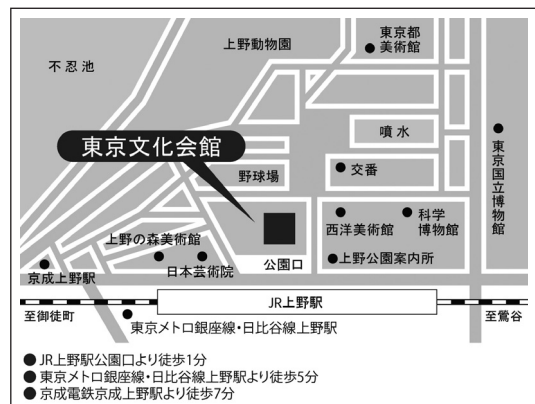 不忍池
上野動物園
東京都
美術館
噴水
東京国立博物館
東京文化会館
野球場
交番
西洋美術館
科学
博物館
上野の森美術館
日本芸術院
公園口
上野公園案内所
京成上野駅
JR上野駅
至御徒町
至鶯谷
東京メトロ銀座線・日比谷線上野駅
●JR上野駅公園口より徒歩1分
●東京メトロ銀座線・日比谷線上野駅より徒歩5分
●京成電鉄京成上野駅より徒歩7分